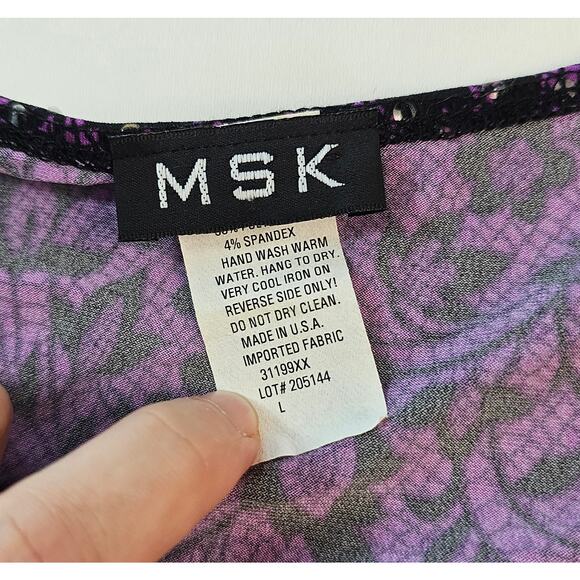 MSK
4% SPANDEX
HAND WASH WARM
WATER. HANG TO DRY.
VERY COOL IRON ON
REVERSE SIDE ONLY!
DO NOT DRY CLEAN.
MADE IN U.S.A.
IMPORTED FABRIC
31199XX
LOT# 205144
L